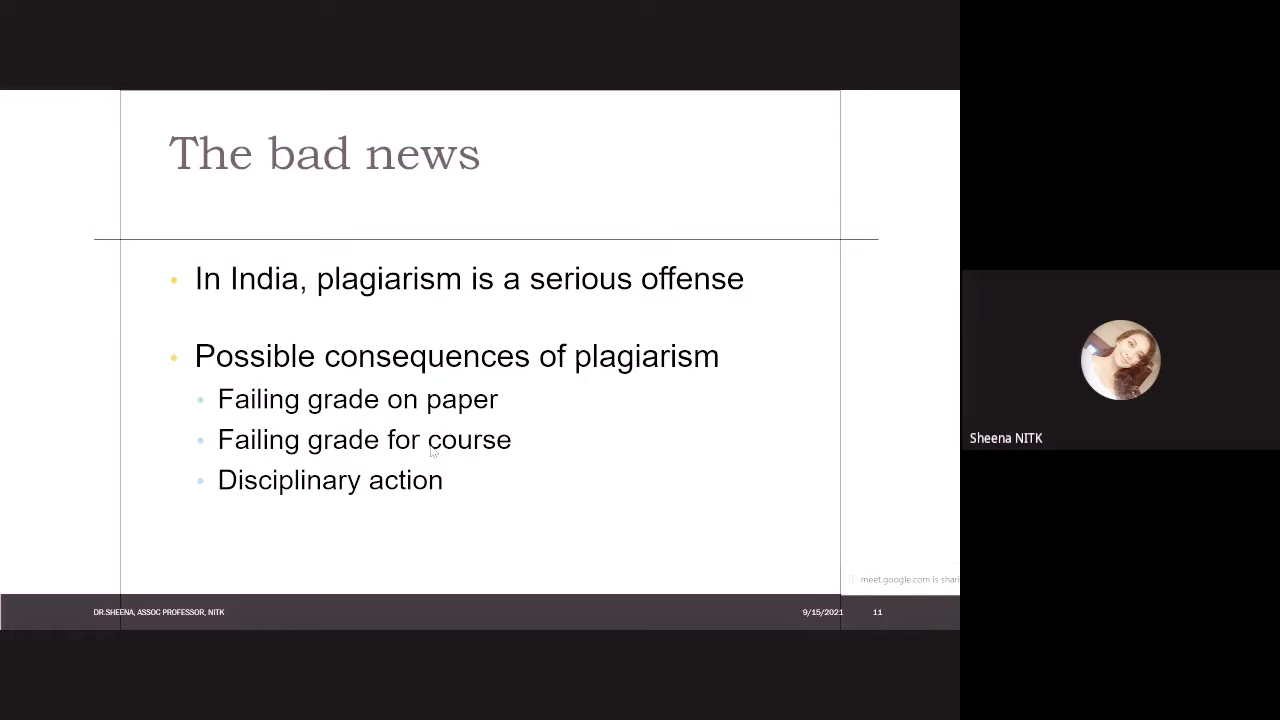 The bad news
• In India, plagiarism is a serious offense
• Possible consequences of plagiarism
• Failing grade on paper
• Failing grade for course
• Disciplinary action
meet.google.com is shari
DR.SHEENA, ASSOC PROFESSOR, NITK
9/15/2021
11
Sheena NITK